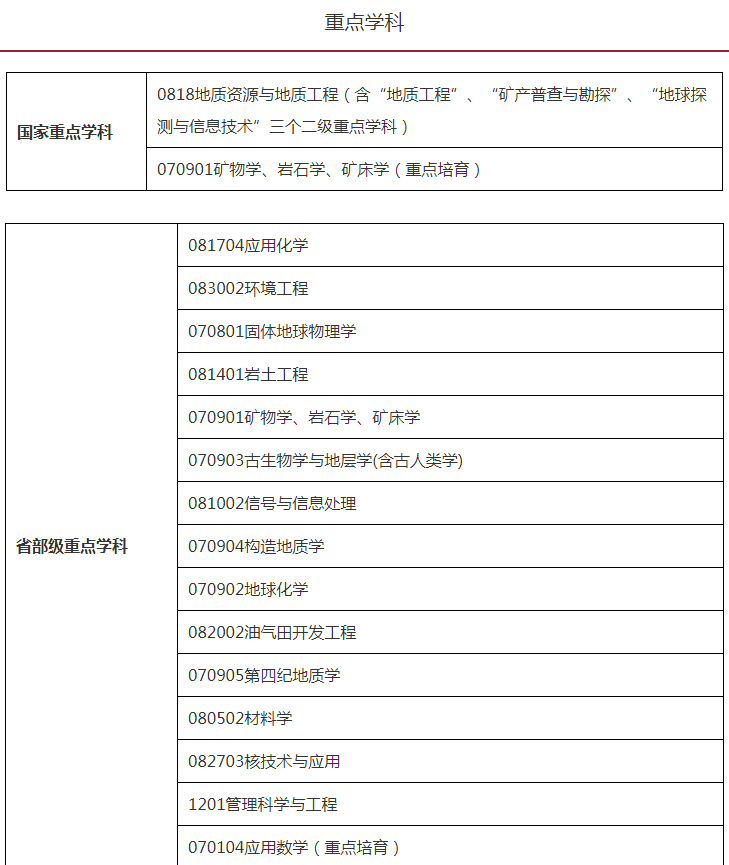 重点学科
国家重点学科
0818地质资源与地质工程（含“地质工程”、“矿产普查与勘探”、“地球探
测与信息技术”三个二级重点学科）
070901矿物学、岩石学、矿床学（重点培育）
省部级重点学科
081704应用化学
083002环境工程
070801固体地球物理学
081401岩土工程
070901矿物学、岩石学、矿床学
070903古生物学与地层学(含古人类学)
081002信号与信息处理
070904构造地质学
070902地球化学
082002油气田开发工程
070905第四纪地质学
080502材料学
082703核技术与应用
1201管理科学与工程
070104应用数学（重点培育）